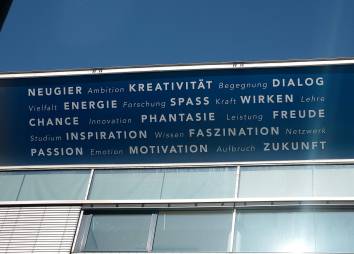 NEUGIER Ambition KREATIVITÄT Begegnung DIALOG
Vielfalt ENERGIE Forschung SPASS Kraft WIRKEN Lehre
CHANCE Innovation PHANTASIE Leistung FREUDE
Studium INSPIRATION Wissen FASZINATION Netzwerk
PASSION Emotion MOTIVATION Aufbruch ZUKUNFT